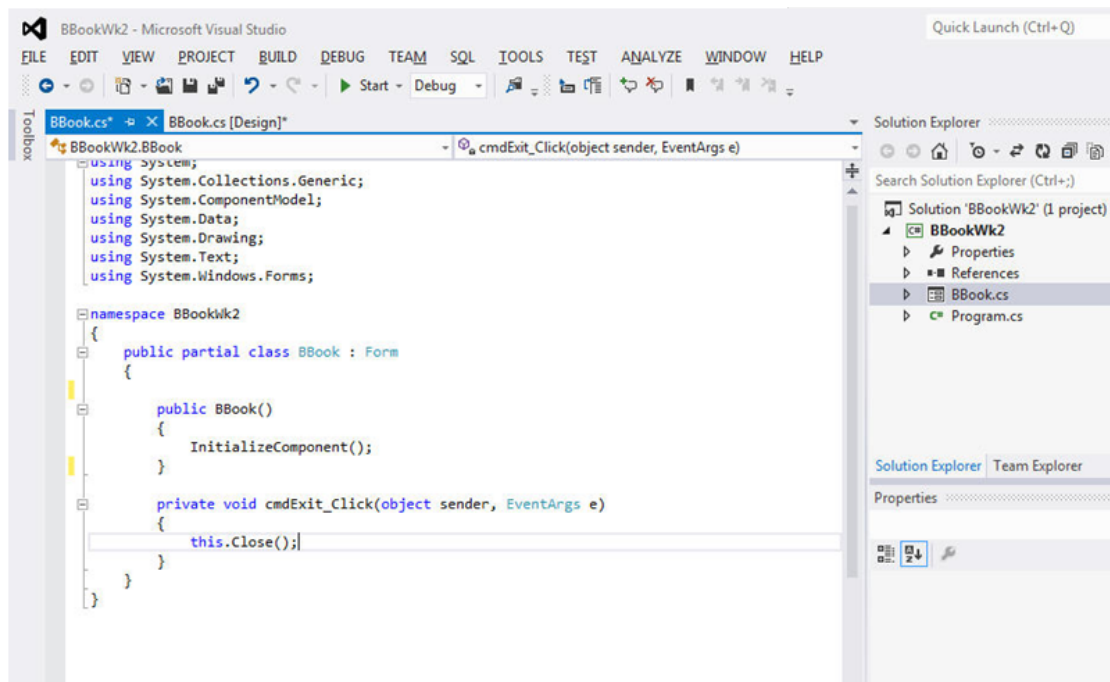 BBookWk2 - Microsoft Visual Studio
Quick Launch (Ctrl+Q)
FILE EDIT VIEW PROJECT BUILD DEBUG TEAM SQL TOOLS TEST ANALYZE WINDOW HELP
Start Debug
Toolbox
BBook.cs* BBook.cs [Design]*
BBookWk2.BBook
cmdExit_Click(object sender, EventArgs e)
using System;
using System.Collections.Generic;
using System.ComponentModel;
using System.Data;
using System.Drawing;
using System.Text;
using System.Windows.Forms;
namespace BBookWk2
{
public partial class BBook : Form
{
public BBook()
{
InitializeComponent();
}
private void cmdExit_Click(object sender, EventArgs e)
{
this.Close();
}
}
}
Solution Explorer
Search Solution Explorer (Ctrl+;)
Solution 'BBookWk2' (1 project)
C# BBookWk2
Properties
References
BBook.cs
C# Program.cs
Solution Explorer Team Explorer
Properties